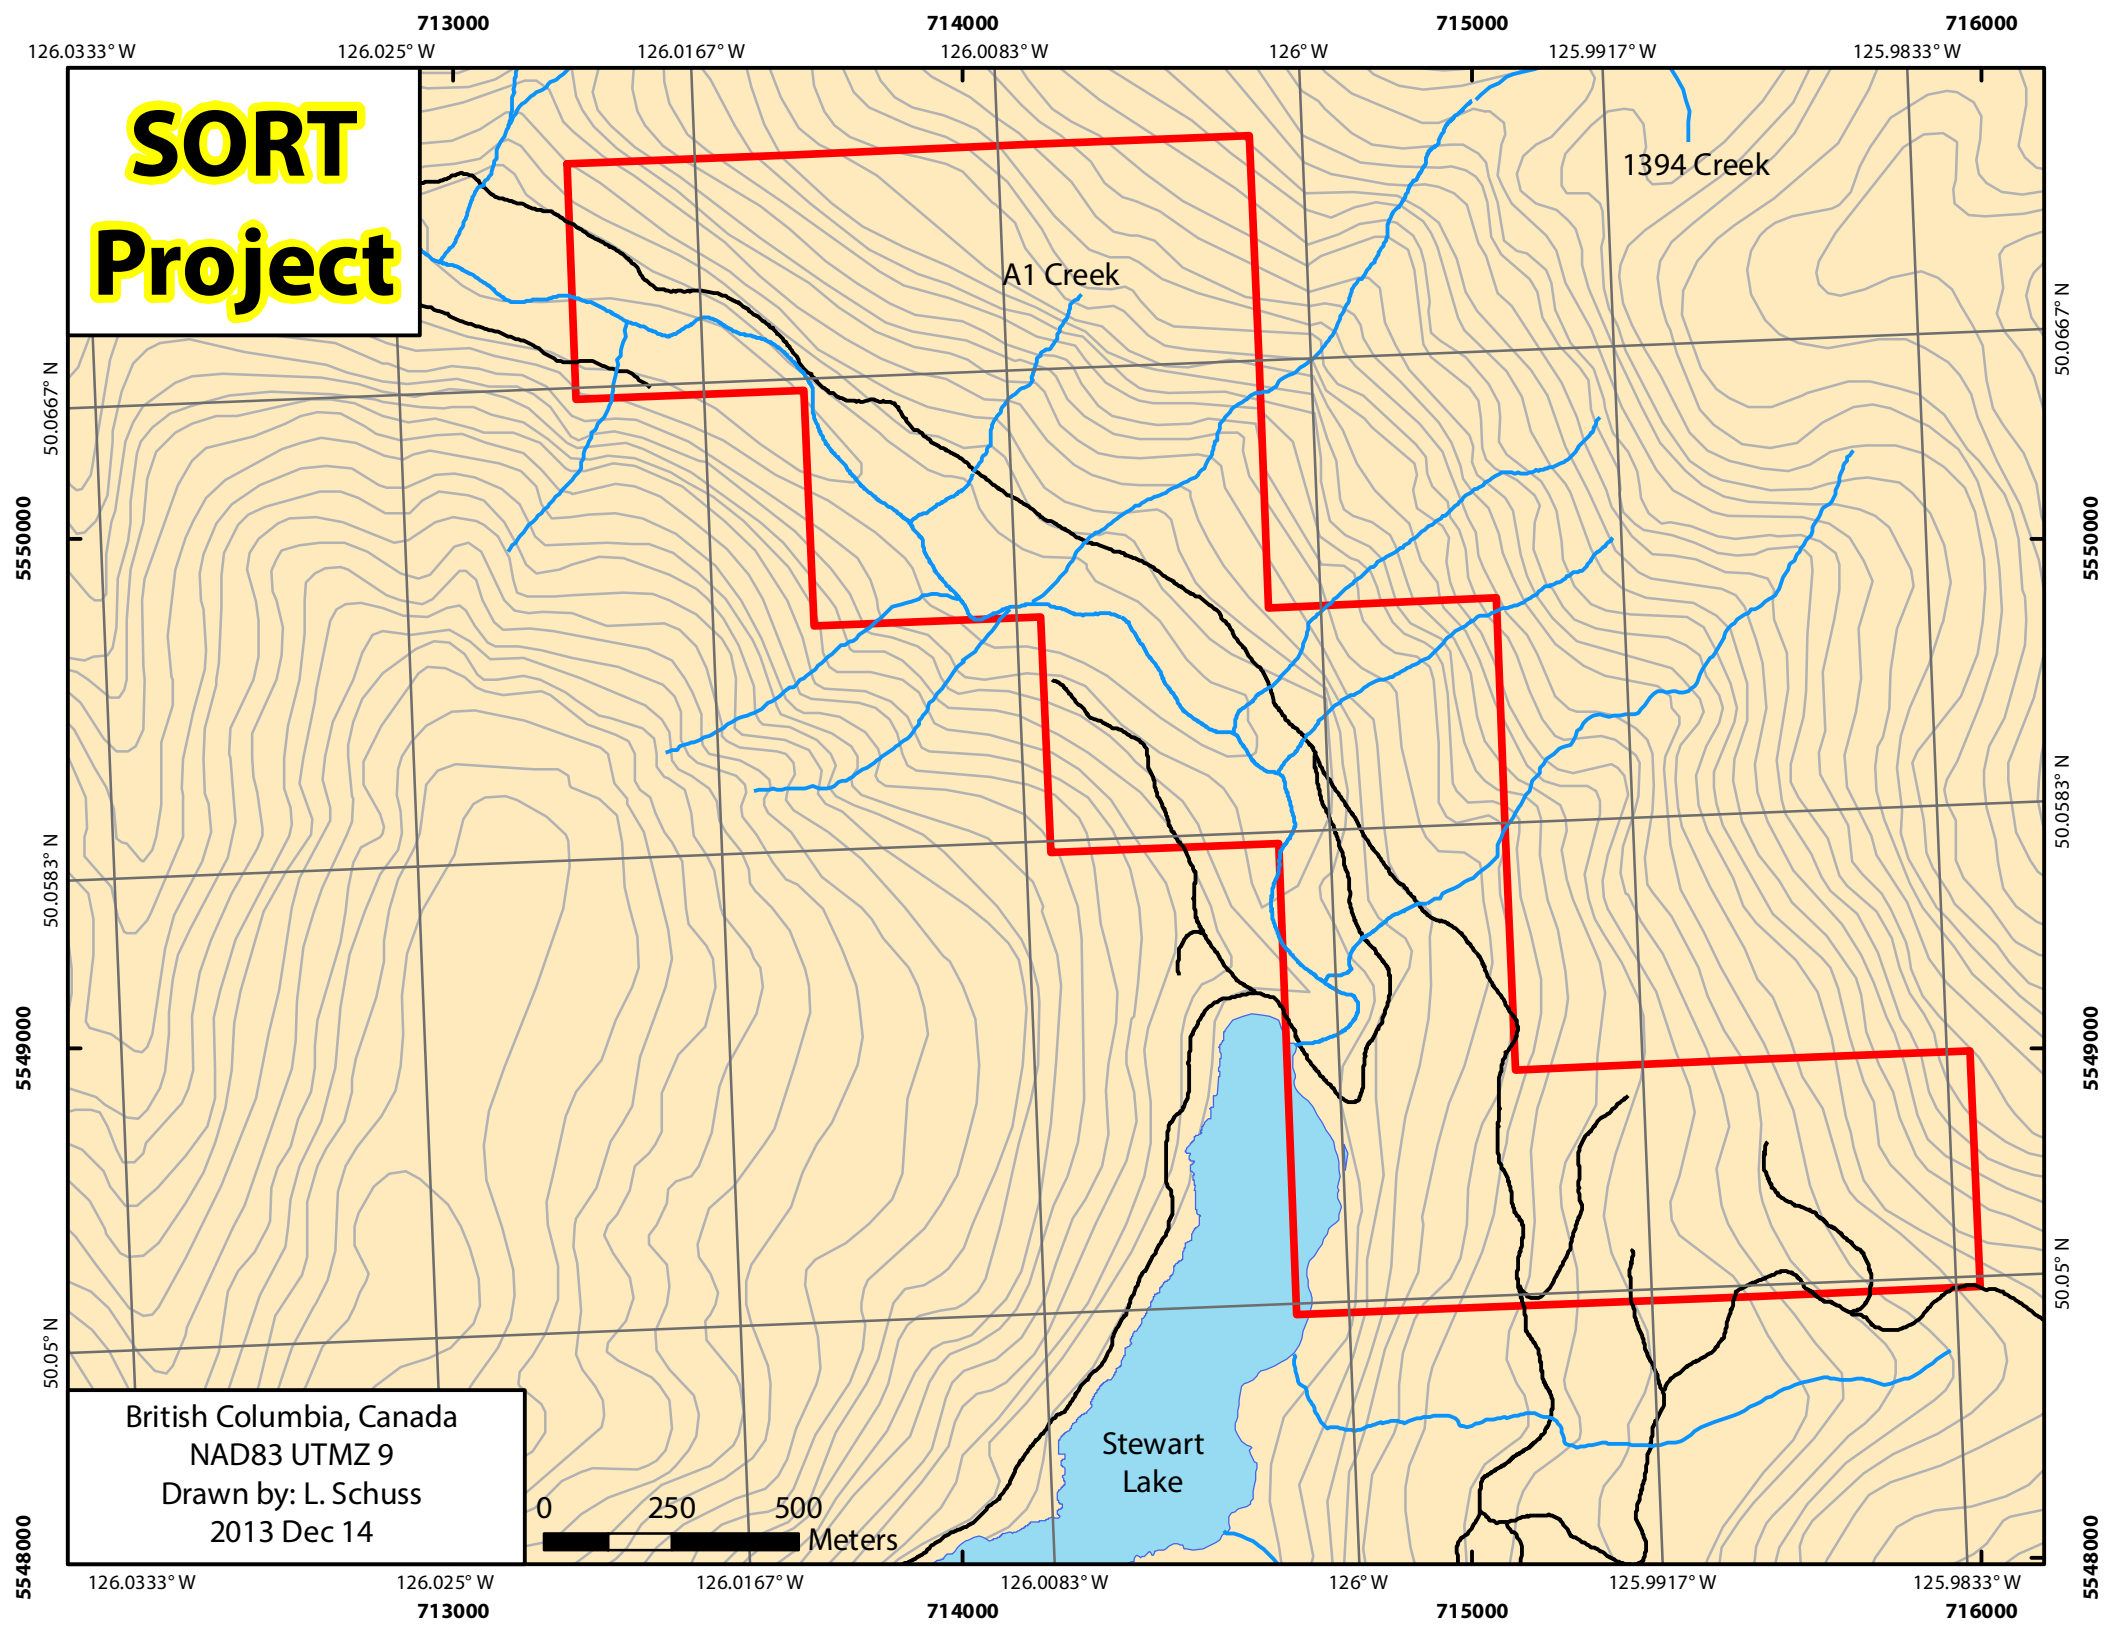 713000 714000 715000 716000
126.0333° W 126.025° W 126.0167° W 126.0083° W 126° W 125.9917° W 125.9833° W
SORT
Project
1394 Creek
A1 Creek
50.0667° N
50.0667° N
5550000
5550000
50.0583° N
50.0583° N
5549000
5549000
50.05° N
50.05° N
British Columbia, Canada
NAD83 UTMZ 9
Drawn by: L. Schuss
2013 Dec 14
Stewart
Lake
0 250 500
Meters
5548000
5548000
126.0333° W 126.025° W 126.0167° W 126.0083° W 126° W 125.9917° W 125.9833° W
713000 714000 715000 716000